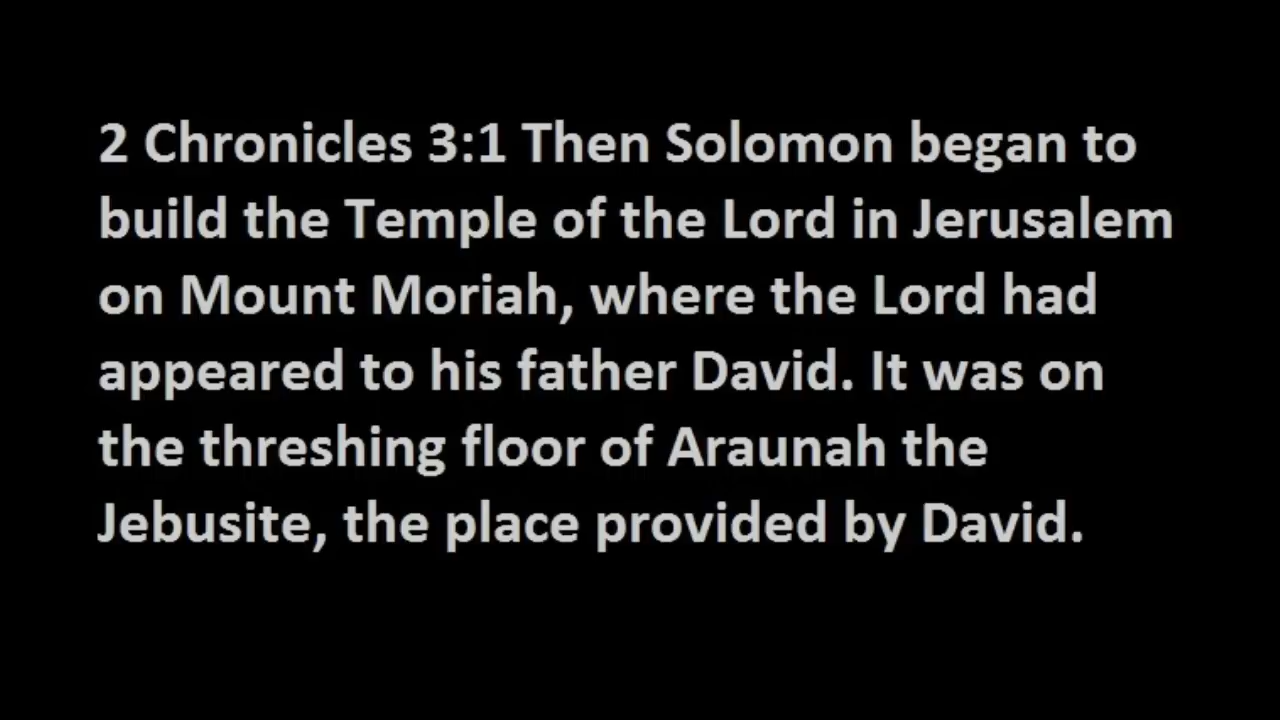 2 Chronicles 3:1 Then Solomon began to
build the Temple of the Lord in Jerusalem
on Mount Moriah, where the Lord had
appeared to his father David. It was on
the threshing floor of Araunah the
Jebusite, the place provided by David.